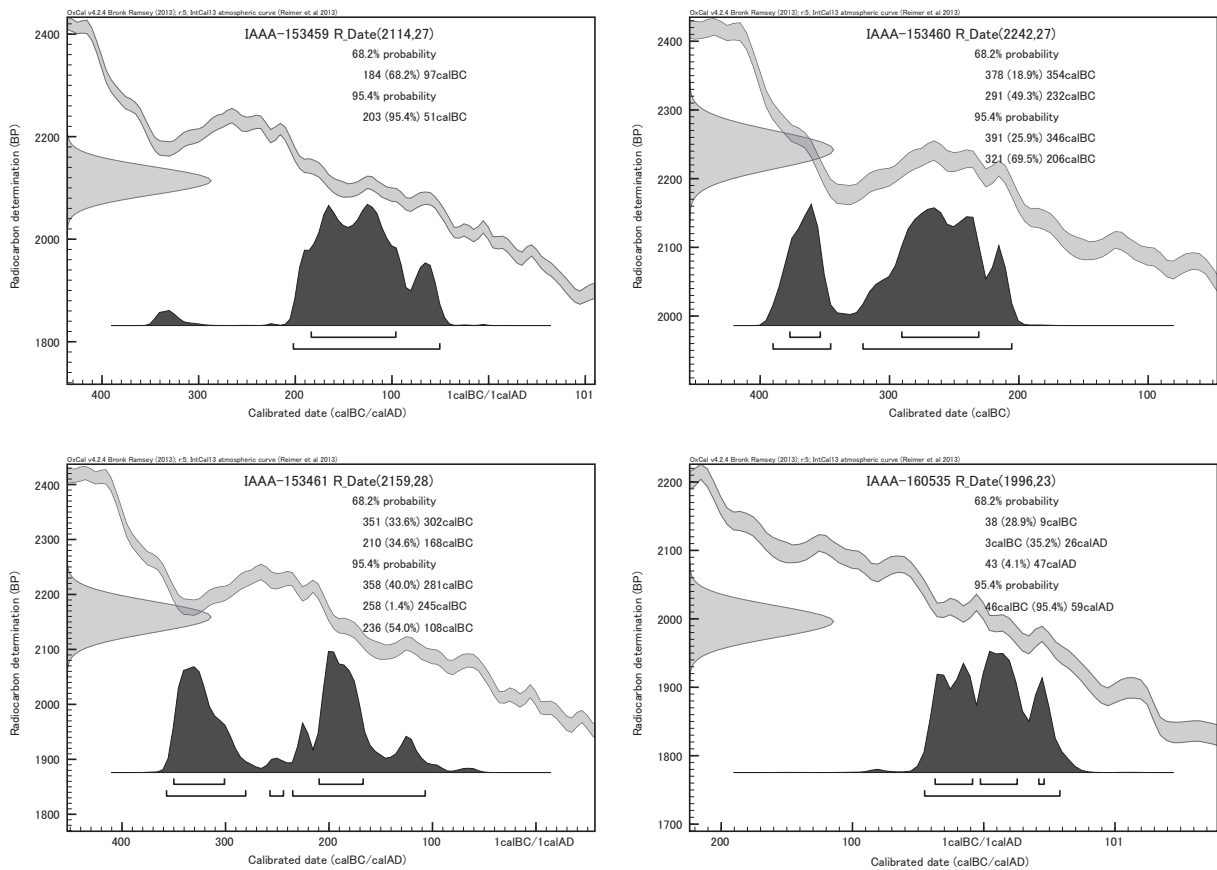 OxCal v4.2.4 Bronk Ramsey (2013); r:5; IntCal13 atmospheric curve (Reimer et al 2013)
IAAA-153459 R_Date(2114,27)
68.2% probability
184 (68.2%) 97calBC
95.4% probability
203 (95.4%) 51calBC
Radiocarbon determination (BP)
2400
2200
2000
1800
400
300
200
100
1calBC/1calAD
101
Calibrated date (calBC/calAD)
OxCal v4.2.4 Bronk Ramsey (2013); r:5; IntCal13 atmospheric curve (Reimer et al 2013)
IAAA-153460 R_Date(2242,27)
68.2% probability
378 (18.9%) 354calBC
291 (49.3%) 232calBC
95.4% probability
391 (25.9%) 346calBC
321 (69.5%) 206calBC
Radiocarbon determination (BP)
2400
2300
2200
2100
2000
400
300
200
100
Calibrated date (calBC)
OxCal v4.2.4 Bronk Ramsey (2013); r:5; IntCal13 atmospheric curve (Reimer et al 2013)
IAAA-153461 R_Date(2159,28)
68.2% probability
351 (33.6%) 302calBC
210 (34.6%) 168calBC
95.4% probability
358 (40.0%) 281calBC
258 (1.4%) 245calBC
236 (54.0%) 108calBC
Radiocarbon determination (BP)
2400
2300
2200
2100
2000
1900
1800
400
300
200
100
1calBC/1calAD
Calibrated date (calBC/calAD)
OxCal v4.2.4 Bronk Ramsey (2013); r:5; IntCal13 atmospheric curve (Reimer et al 2013)
IAAA-160535 R_Date(1996,23)
68.2% probability
38 (28.9%) 9calBC
3calBC (35.2%) 26calAD
43 (4.1%) 47calAD
95.4% probability
46calBC (95.4%) 59calAD
Radiocarbon determination (BP)
2200
2100
2000
1900
1800
1700
200
100
1calBC/1calAD
101
Calibrated date (calBC/calAD)